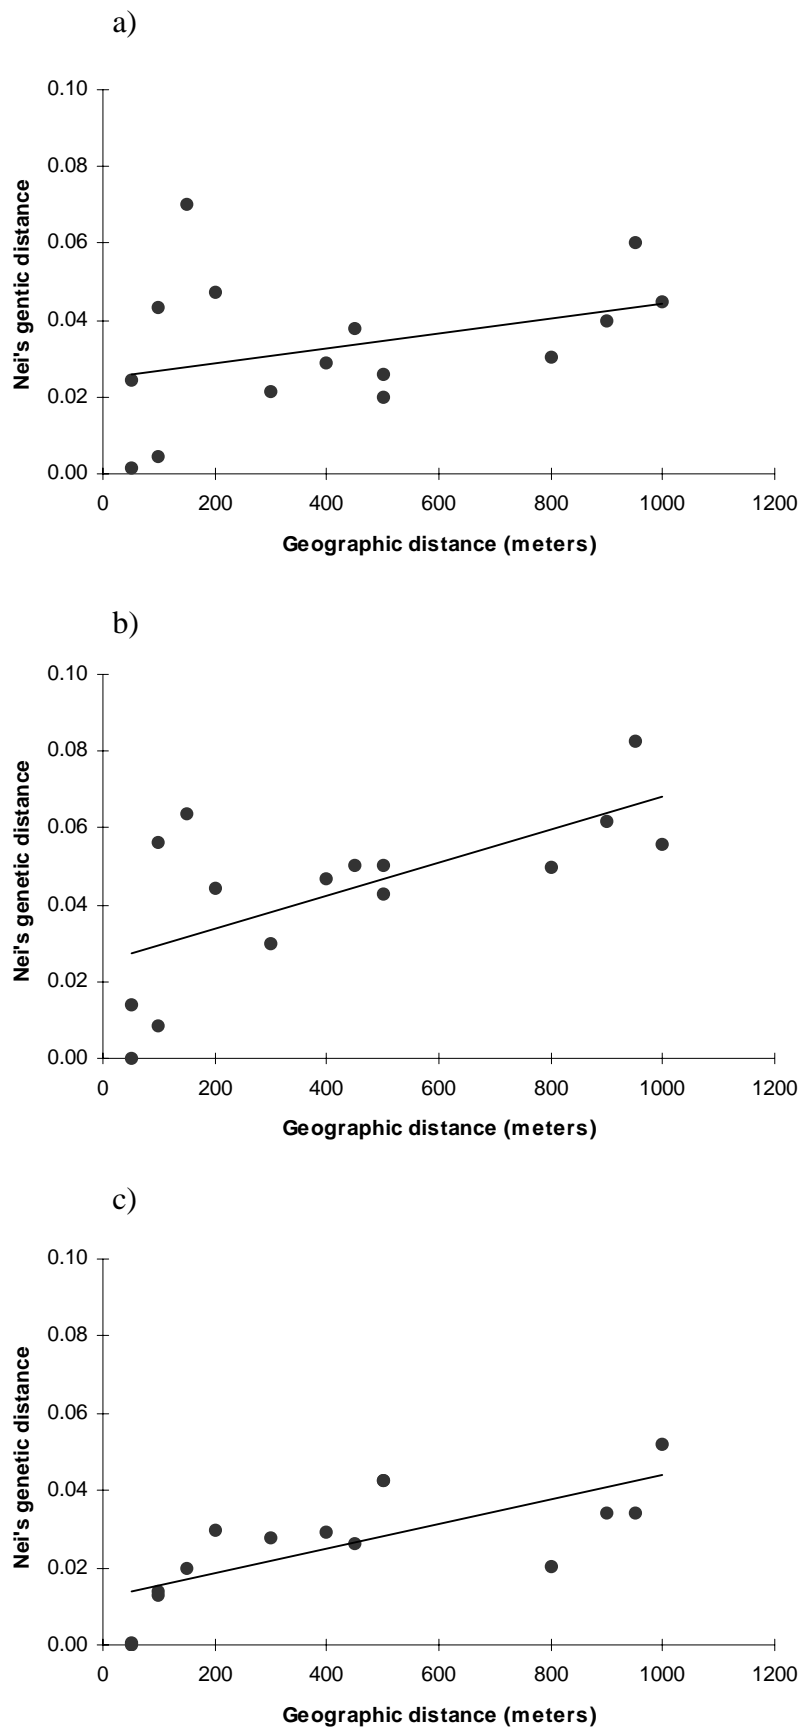 a)
0.10
0.08
0.06
0.04
0.02
0.00
Nei's gentic distance
0 200 400 600 800 1000 1200
Geographic distance (meters)
b)
0.10
0.08
0.06
0.04
0.02
0.00
Nei's genetic distance
0 200 400 600 800 1000 1200
Geographic distance (meters)
c)
0.10
0.08
0.06
0.04
0.02
0.00
Nei's genetic distance
0 200 400 600 800 1000 1200
Geographic distance (meters)